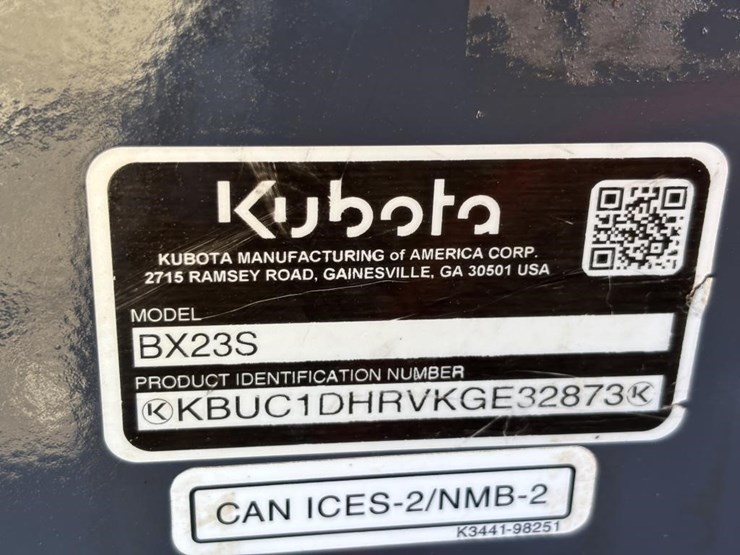 Kubota
KUBOTA MANUFACTURING of AMERICA CORP.
2715 RAMSEY ROAD, GAINESVILLE, GA 30501 USA
MODEL
BX23S
PRODUCT IDENTIFICATION NUMBER
KBUC1DHRVKGE32873
CAN ICES-2/NMB-2
K3441-98251